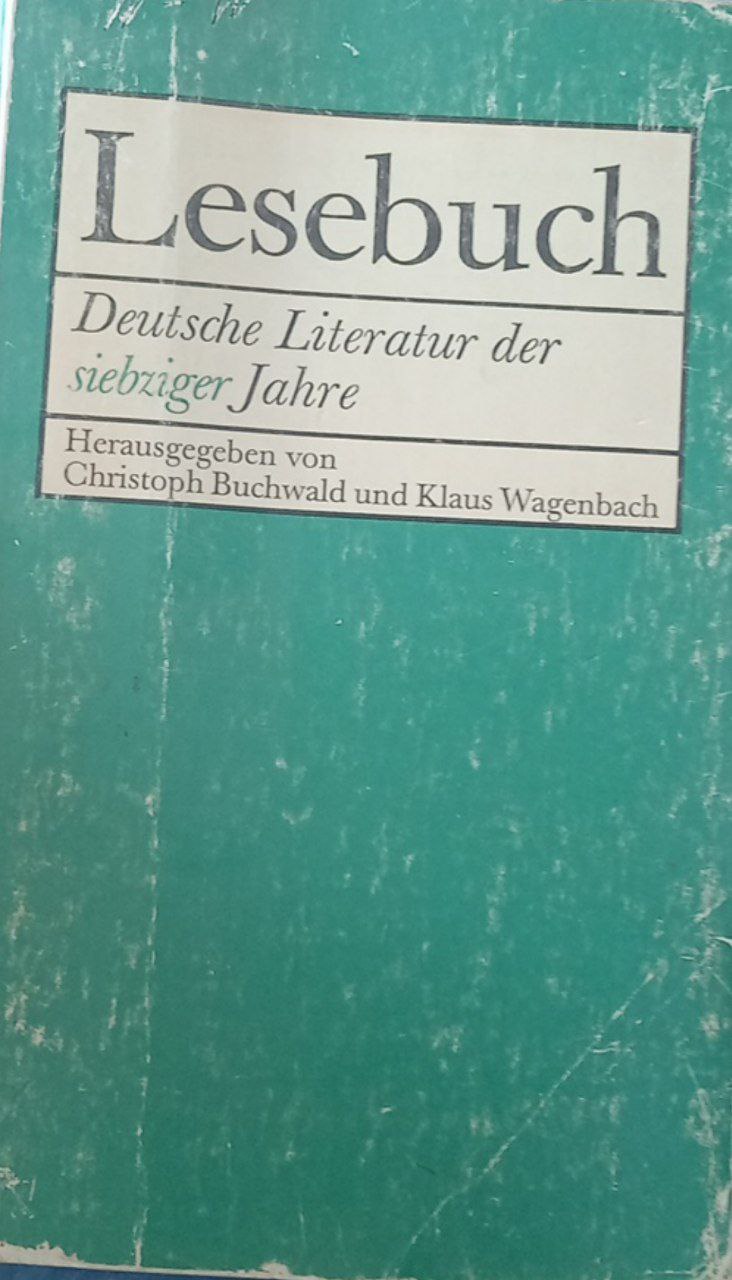 Lesebuch
Deutsche Literatur der
siebziger Jahre
Herausgegeben von
Christoph Buchwald und Klaus Wagenbach